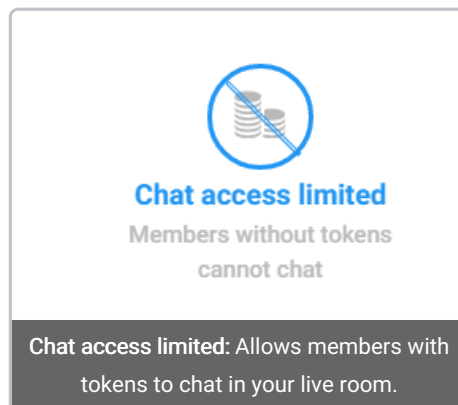 Chat access limited
Members without tokens
cannot chat
Chat access limited: Allows members with
tokens to chat in your live room.